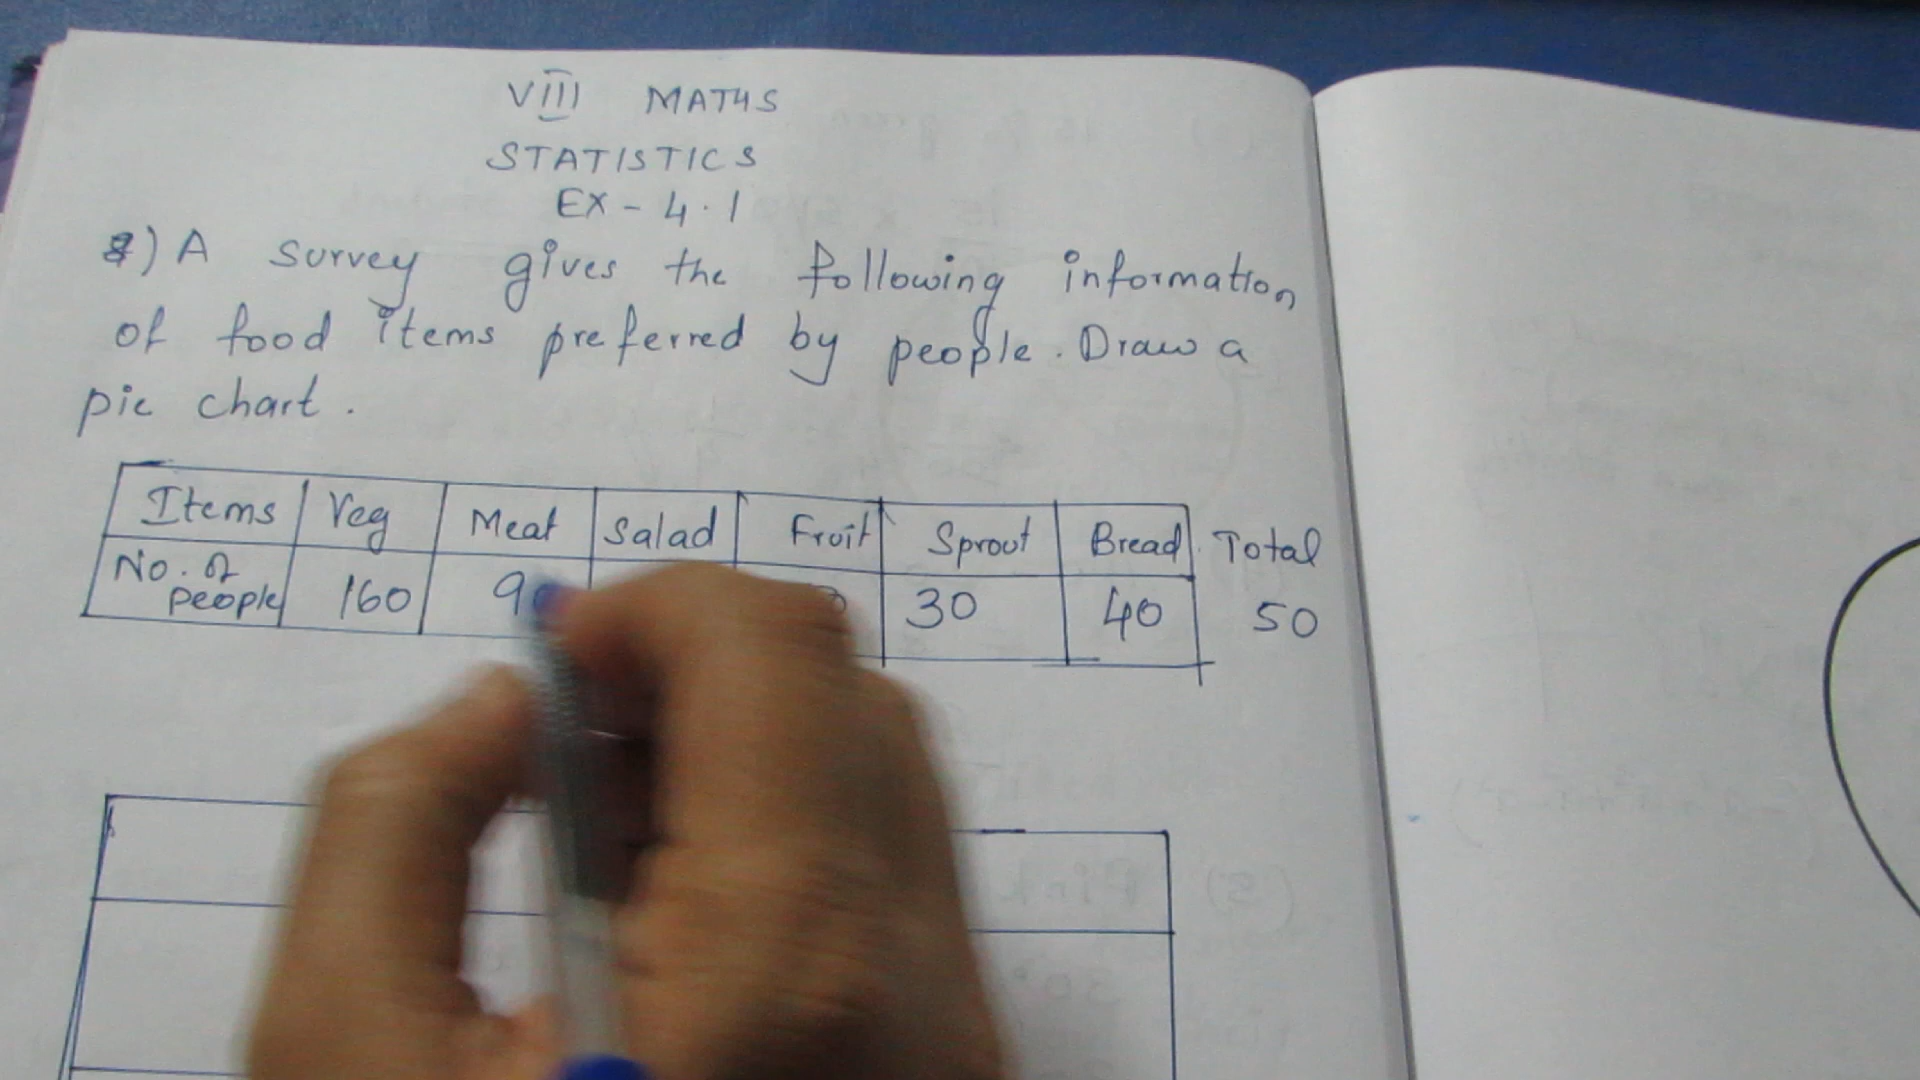 VIII MATHS
STATISTICS
EX - 4.1
8) A survey gives the following information
of food items preferred by people. Draw a
pie chart.
Items Veg Meat Salad Fruit Sprout Bread Total
No. of people 160 90 30 40 50